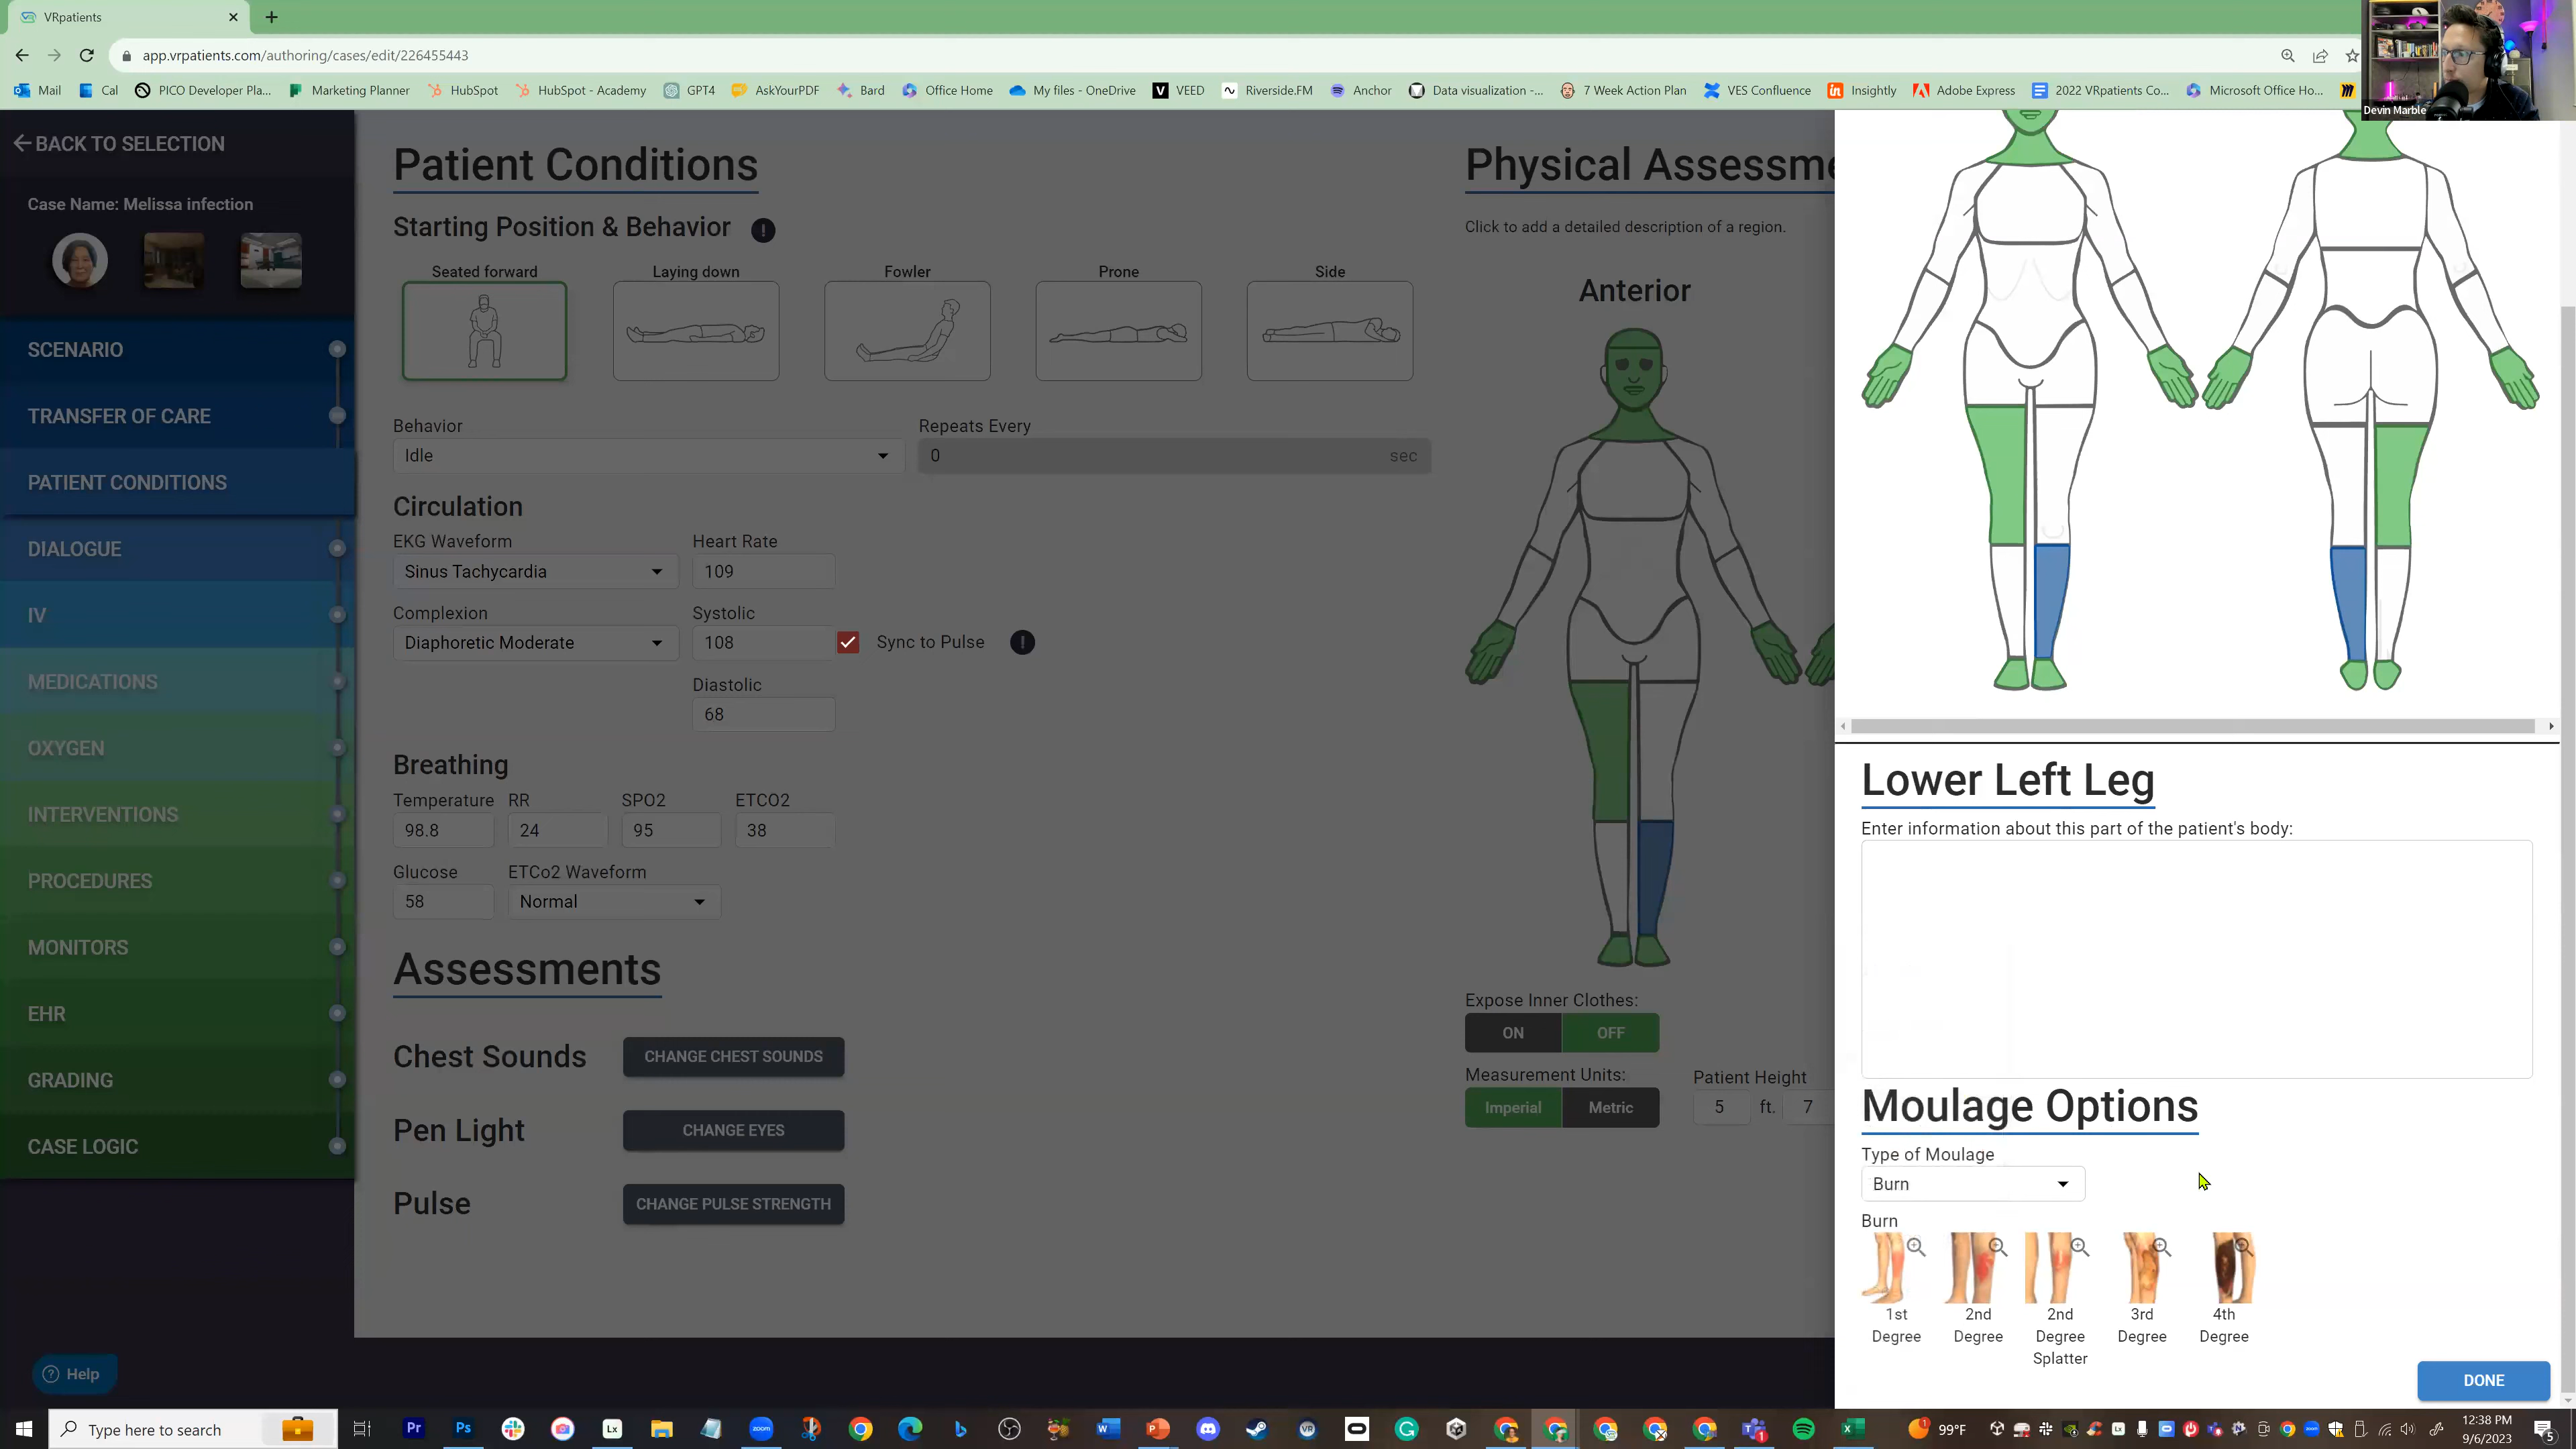 VRpatients
app.vrpatients.com/authoring/cases/edit/226455443
Mail Cal PICO Developer Pla... Marketing Planner HubSpot HubSpot - Academy GPT4 AskYourPDF Bard Office Home My files - OneDrive VEED Riverside.FM Anchor Data visualization -... 7 Week Action Plan VES Confluence Insightly Adobe Express 2022 VRpatients Co... Microsoft Office Ho...
Devin Marble
BACK TO SELECTION
Case Name: Melissa infection
SCENARIO
TRANSFER OF CARE
PATIENT CONDITIONS
DIALOGUE
IV
MEDICATIONS
OXYGEN
INTERVENTIONS
PROCEDURES
MONITORS
EHR
GRADING
CASE LOGIC
Help
Patient Conditions
Starting Position & Behavior
Seated forward Laying down Fowler Prone Side
Behavior Repeats Every
Idle 0 sec
Circulation
EKG Waveform Heart Rate
Sinus Tachycardia 109
Complexion Systolic
Diaphoretic Moderate 108 Sync to Pulse
Diastolic
68
Breathing
Temperature RR SPO2 ETCO2
98.8 24 95 38
Glucose ETCo2 Waveform
58 Normal
Assessments
Chest Sounds CHANGE CHEST SOUNDS
Pen Light CHANGE EYES
Pulse CHANGE PULSE STRENGTH
Physical Assessme
Click to add a detailed description of a region.
Anterior
Expose Inner Clothes:
ON OFF
Measurement Units: Patient Height
Imperial Metric 5 ft. 7
Lower Left Leg
Enter information about this part of the patient's body:
Moulage Options
Type of Moulage
Burn
Burn
1st Degree
2nd Degree
2nd Degree Splatter
3rd Degree
4th Degree
DONE
Type here to search
99°F
12:38 PM
9/6/2023